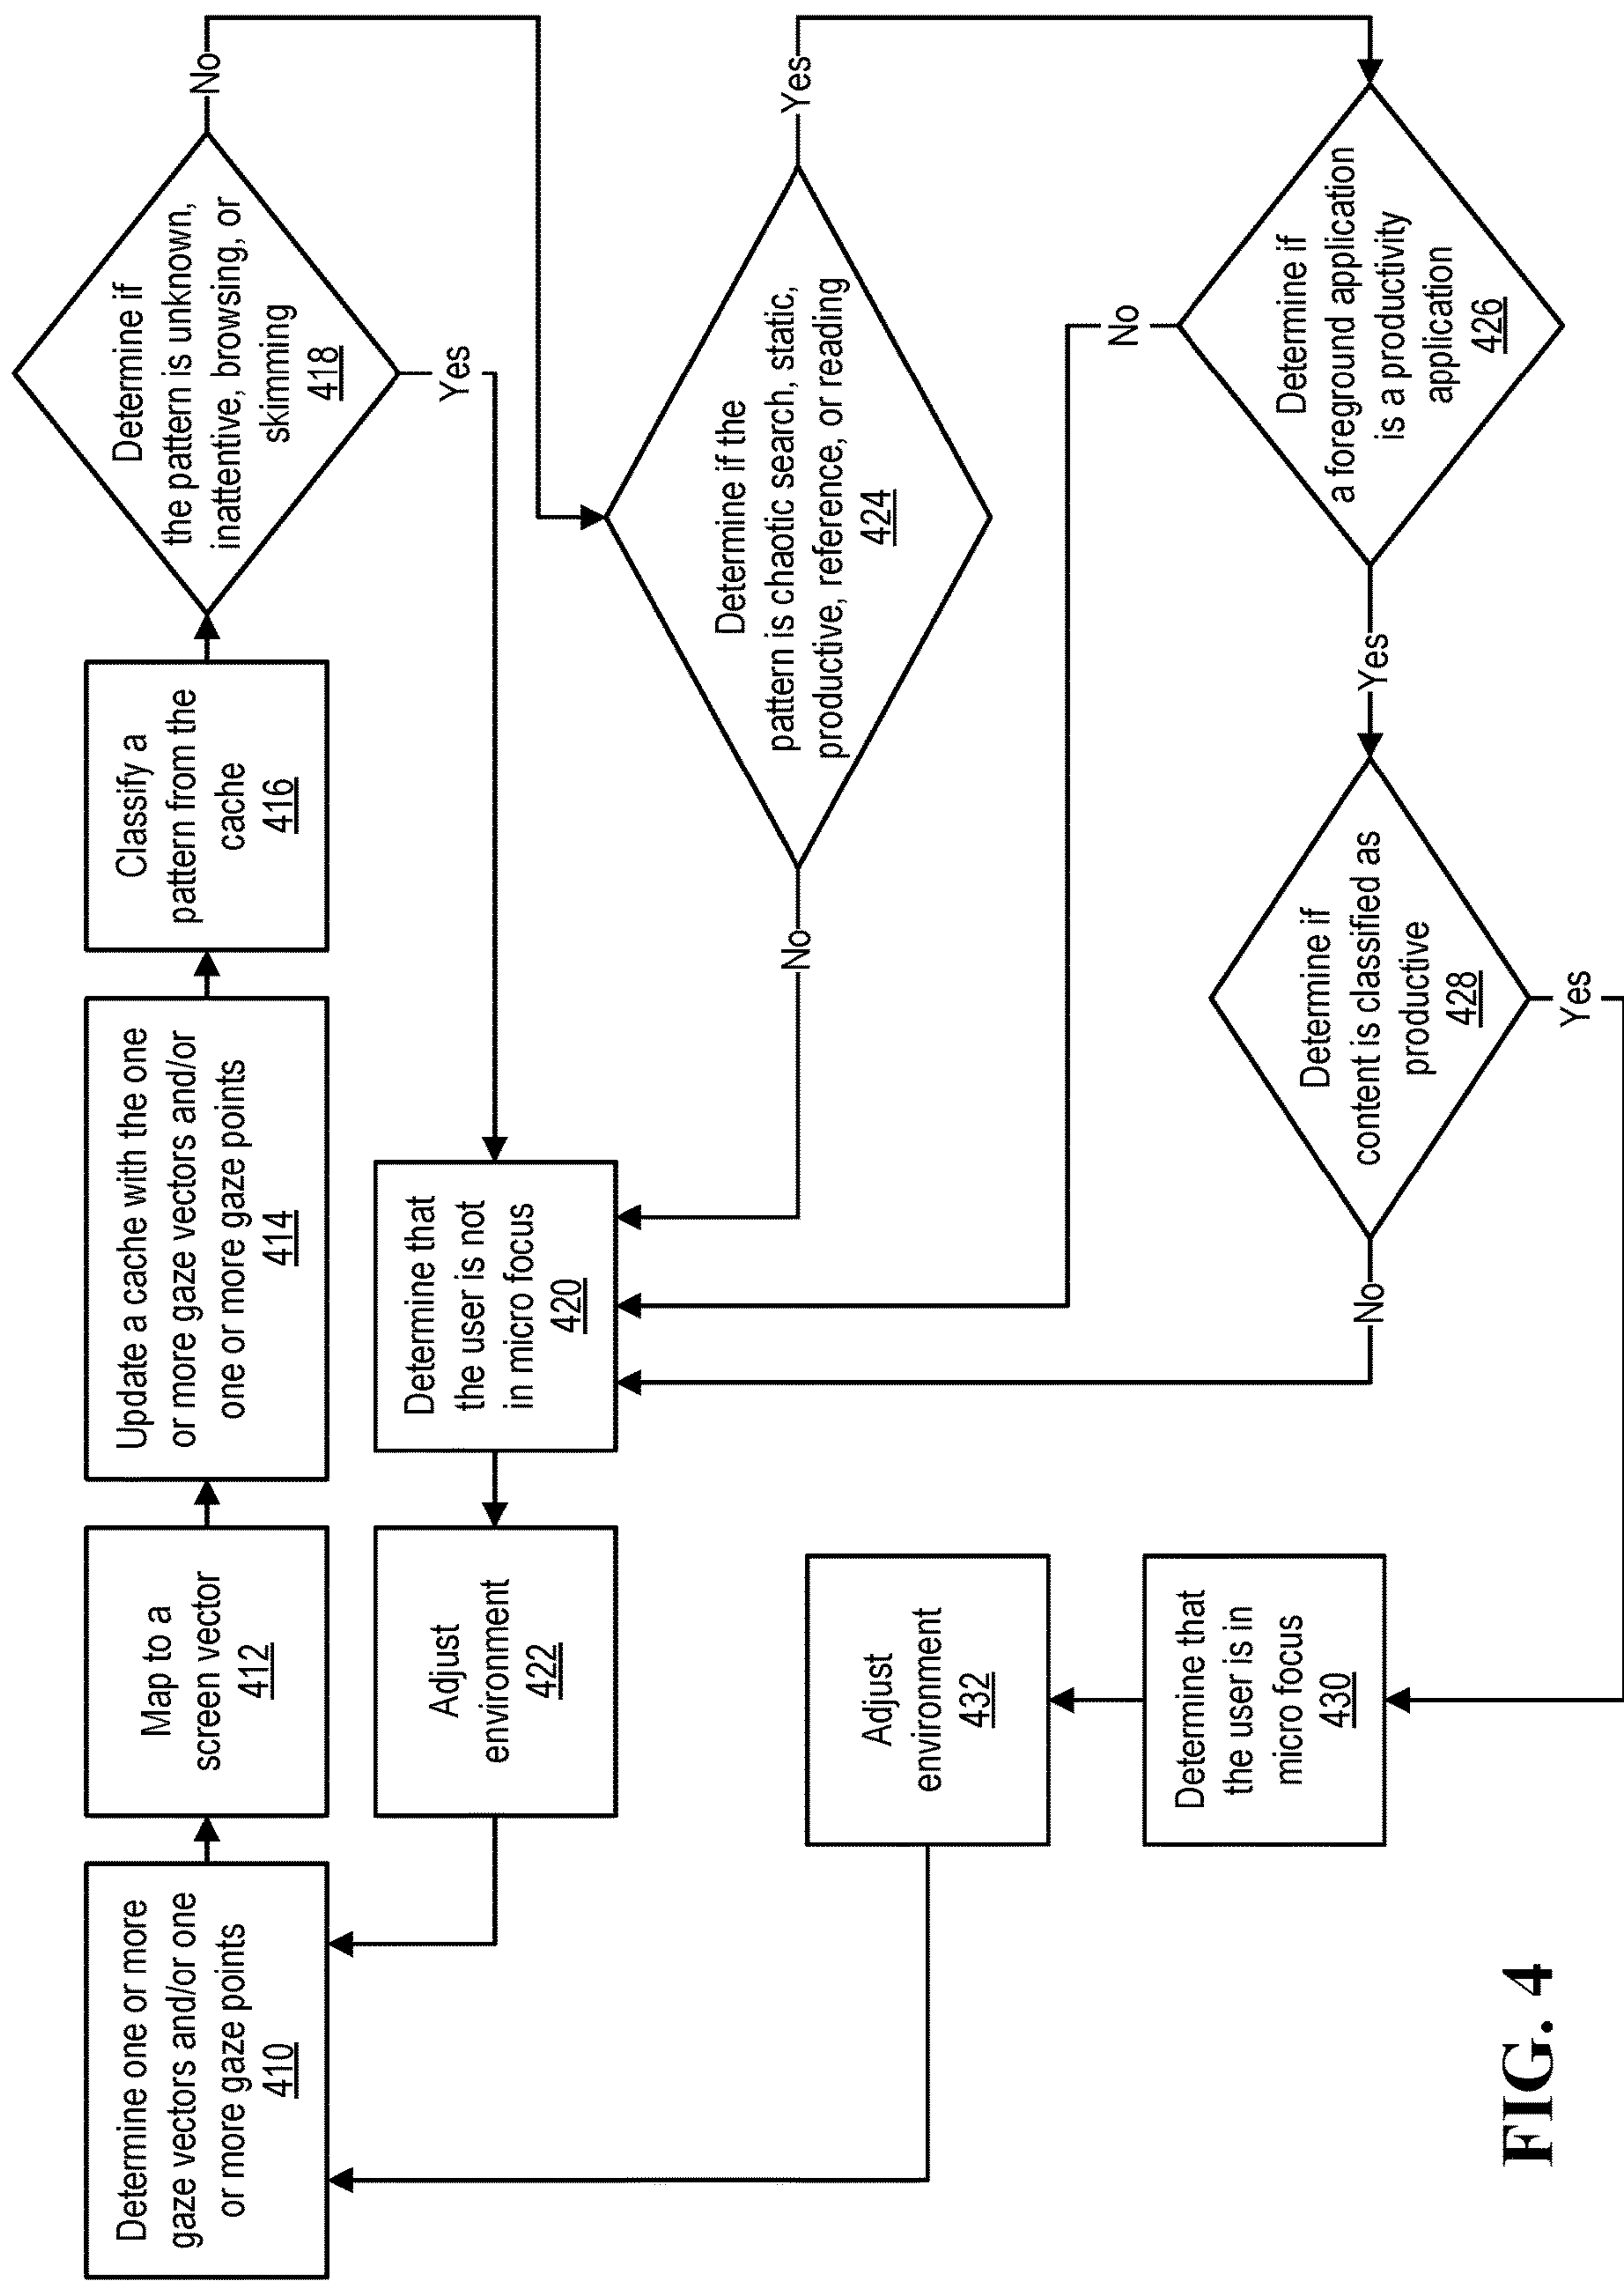 Determine one or more
gaze vectors and/or one
or more gaze points
410
Map to a
screen vector
412
Update a cache with the one
or more gaze vectors and/or
one or more gaze points
414
Classify a
pattern from the
cache
416
Determine if
the pattern is unknown,
inattentive, browsing, or
skimming
418
No
Yes
Adjust
environment
422
Determine that
the user is not
in micro focus
420
No
Determine if the
pattern is chaotic search, static,
productive, reference, or reading
424
Yes
Adjust
environment
432
No
Determine that
the user is in
micro focus
430
No
Determine if
content is classified as
productive
428
Yes
Determine if
a foreground application
is a productivity
application
426
Yes
FIG. 4